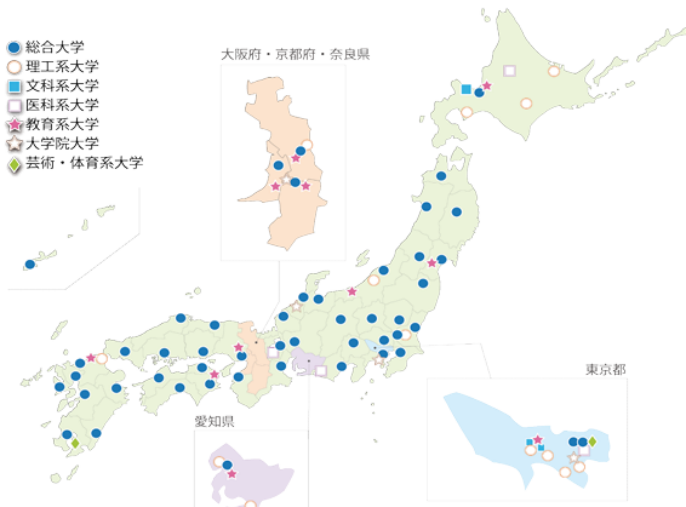 総合大学
理工系大学
文科系大学
医科系大学
教育系大学
大学院大学
芸術・体育系大学
大阪府・京都府・奈良県
東京都
愛知県